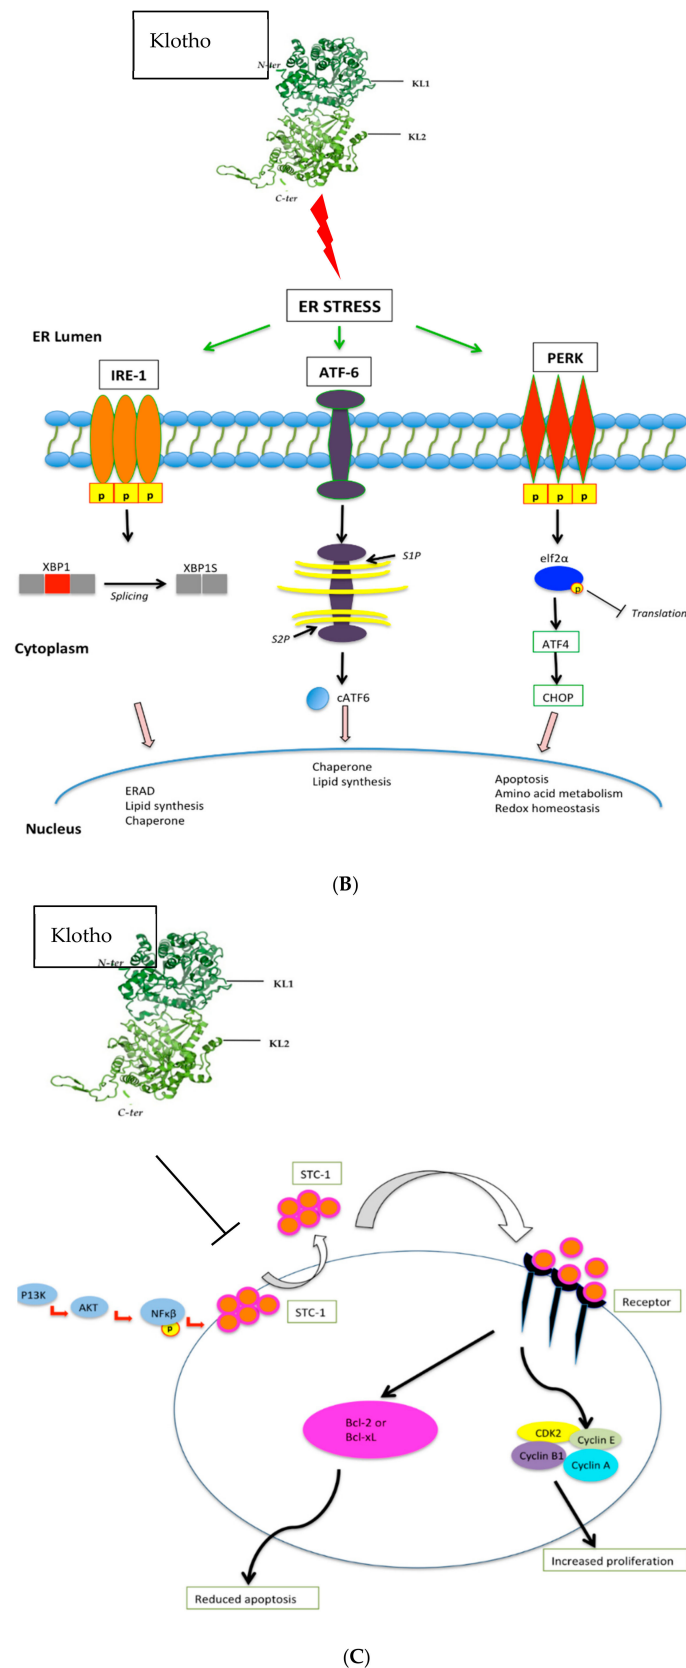 Klotho
N-ter
KL1
KL2
C-ter
ER STRESS
ER Lumen
IRE-1
ATF-6
PERK
p p p
p p p
XBP1
Splicing
XBP1S
S1P
S2P
elf2α
p
Translation
Cytoplasm
ATF4
cATF6
CHOP
ERAD
Lipid synthesis
Chaperone
Chaperone
Lipid synthesis
Apoptosis
Amino acid metabolism
Redox homeostasis
Nucleus
(B)
Klotho
N-ter
KL1
KL2
C-ter
STC-1
P13K
AKT
NFκβ
p
STC-1
Receptor
Bcl-2 or
Bcl-xL
CDK2
Cyclin E
Cyclin B1
Cyclin A
Increased proliferation
Reduced apoptosis
(C)